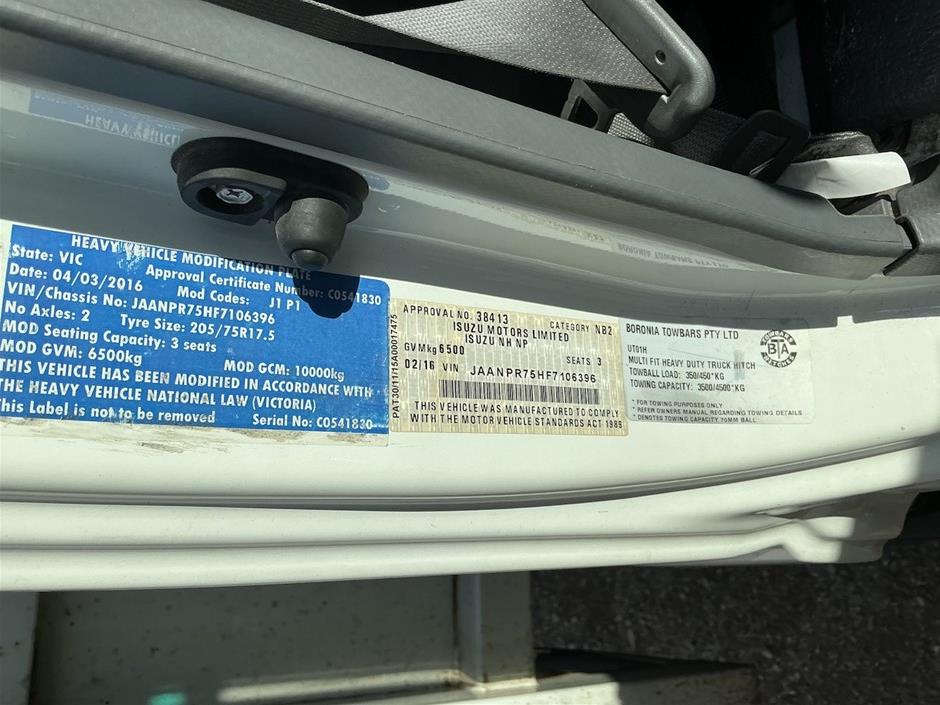 HEAVY VEHICLE MODIFICATION PLATE
State: VIC
Approval Certificate Number: C0541830
Date: 04/03/2016
Mod Codes: J1 P1
VIN/Chassis No: JAANPR75HF7106396
No Axles: 2 Tyre Size: 205/75R17.5
MOD Seating Capacity: 3 seats
MOD GVM: 6500kg
MOD GCM: 10000kg
THIS VEHICLE HAS BEEN MODIFIED IN ACCORDANCE WITH
THE HEAVY VEHICLE NATIONAL LAW (VICTORIA)
This Label is not to be removed
Serial No: C0541830
PAT30/11/15A00017475
APPROVAL NO. 38413
CATEGORY NB2
ISUZU MOTORS LIMITED
ISUZU NH NP
GVMkg 6500
SEATS 3
02/16 VIN JAANPR75HF7106396
THIS VEHICLE WAS MANUFACTURED TO COMPLY
WITH THE MOTOR VEHICLE STANDARDS ACT 1989
BORONIA TOWBARS PTY LTD
UT01H
MULTI FIT HEAVY DUTY TRUCK HITCH
TOWBALL LOAD: 350/450*KG
TOWING CAPACITY: 3500/4500*KG
* FOR TOWING PURPOSES ONLY
* REFER OWNERS MANUAL REGARDING TOWING DETAILS
* DENOTES TOWING CAPACITY 70MM BALL
BTA